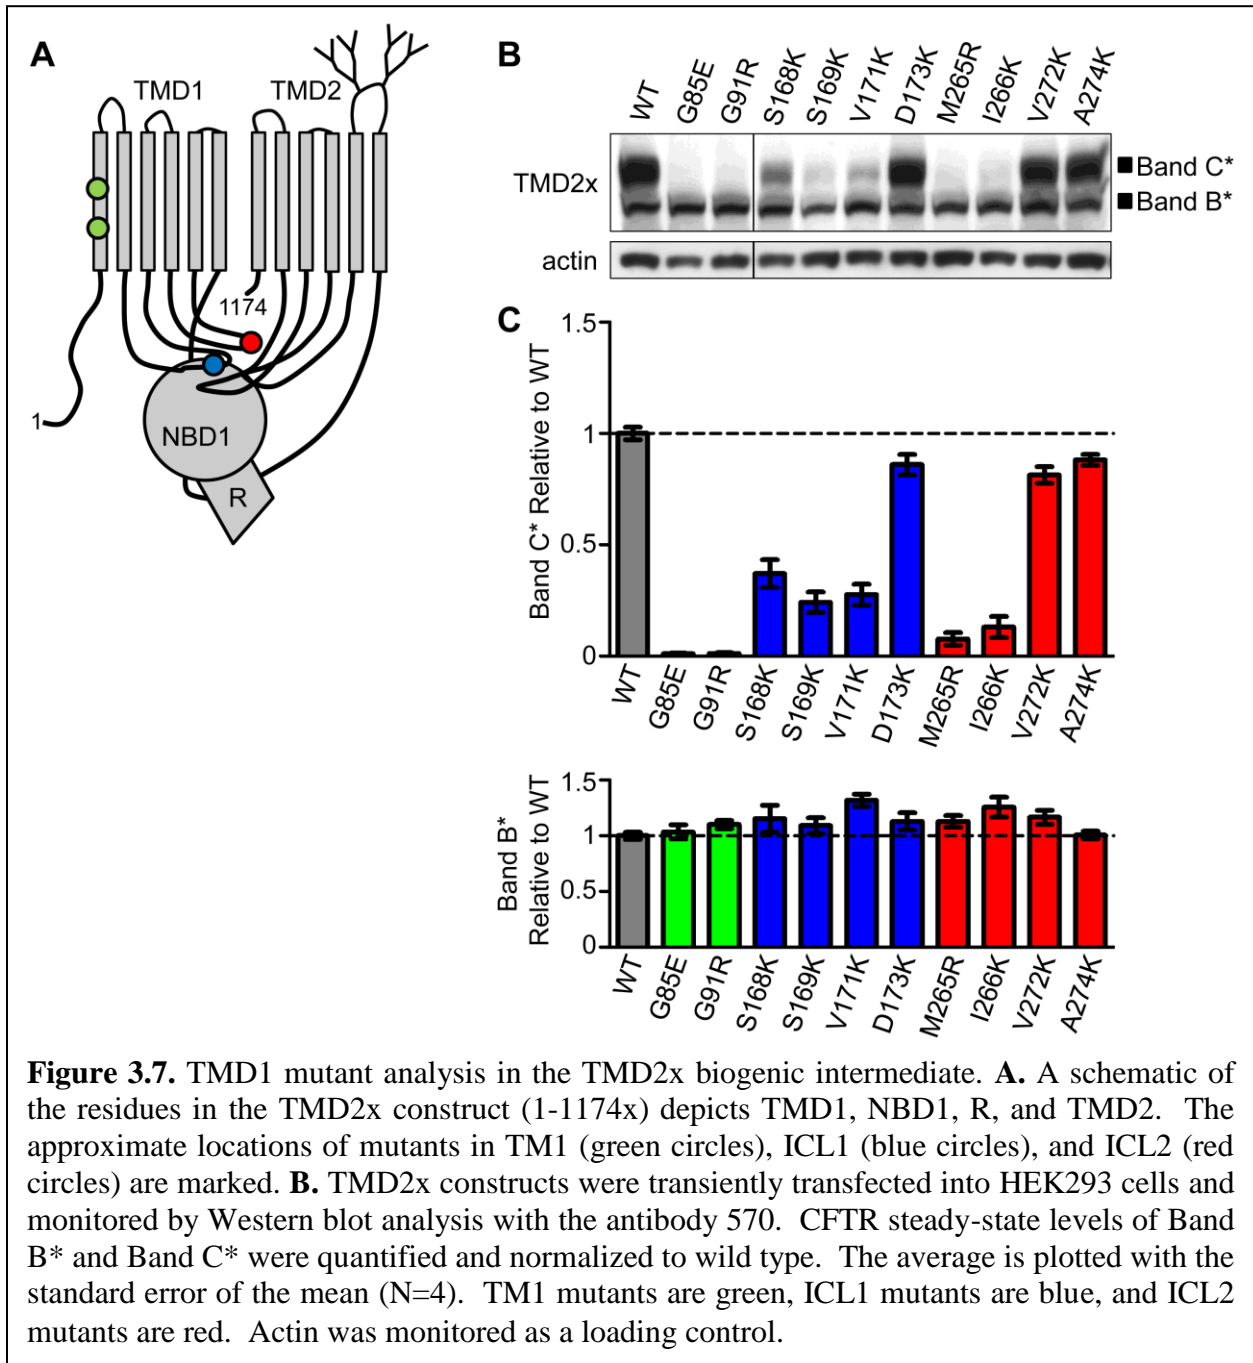 A
TMD1
TMD2
1174
1
NBD1
R
B
WT
G85E
G91R
S168K
S169K
V171K
D173K
M265R
I266K
V272K
A274K
TMD2x
Band C*
Band B*
actin
C
Band C* Relative to WT
1.5
1
0.5
0
WT
G85E
G91R
S168K
S169K
V171K
D173K
M265R
I266K
V272K
A274K
Band B*
Relative to WT
1.5
1
0.5
0
WT
G85E
G91R
S168K
S169K
V171K
D173K
M265R
I266K
V272K
A274K
Figure 3.7. TMD1 mutant analysis in the TMD2x biogenic intermediate. A. A schematic of
the residues in the TMD2x construct (1-1174x) depicts TMD1, NBD1, R, and TMD2. The
approximate locations of mutants in TM1 (green circles), ICL1 (blue circles), and ICL2 (red
circles) are marked. B. TMD2x constructs were transiently transfected into HEK293 cells and
monitored by Western blot analysis with the antibody 570. CFTR steady-state levels of Band
B* and Band C* were quantified and normalized to wild type. The average is plotted with the
standard error of the mean (N=4). TM1 mutants are green, ICL1 mutants are blue, and ICL2
mutants are red. Actin was monitored as a loading control.